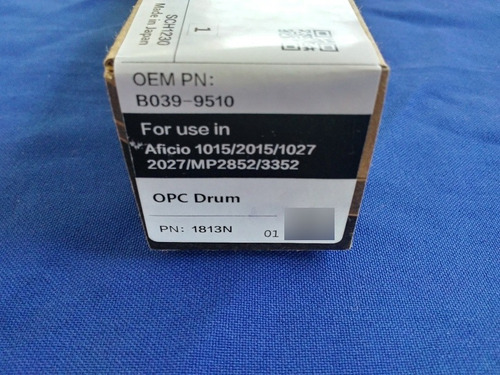 SCH1230
Made in Japan
1
OEM PN:
B039-9510
For use in
Aficio 1015/2015/1027
2027/MP2852/3352
OPC Drum
PN: 1813N
01